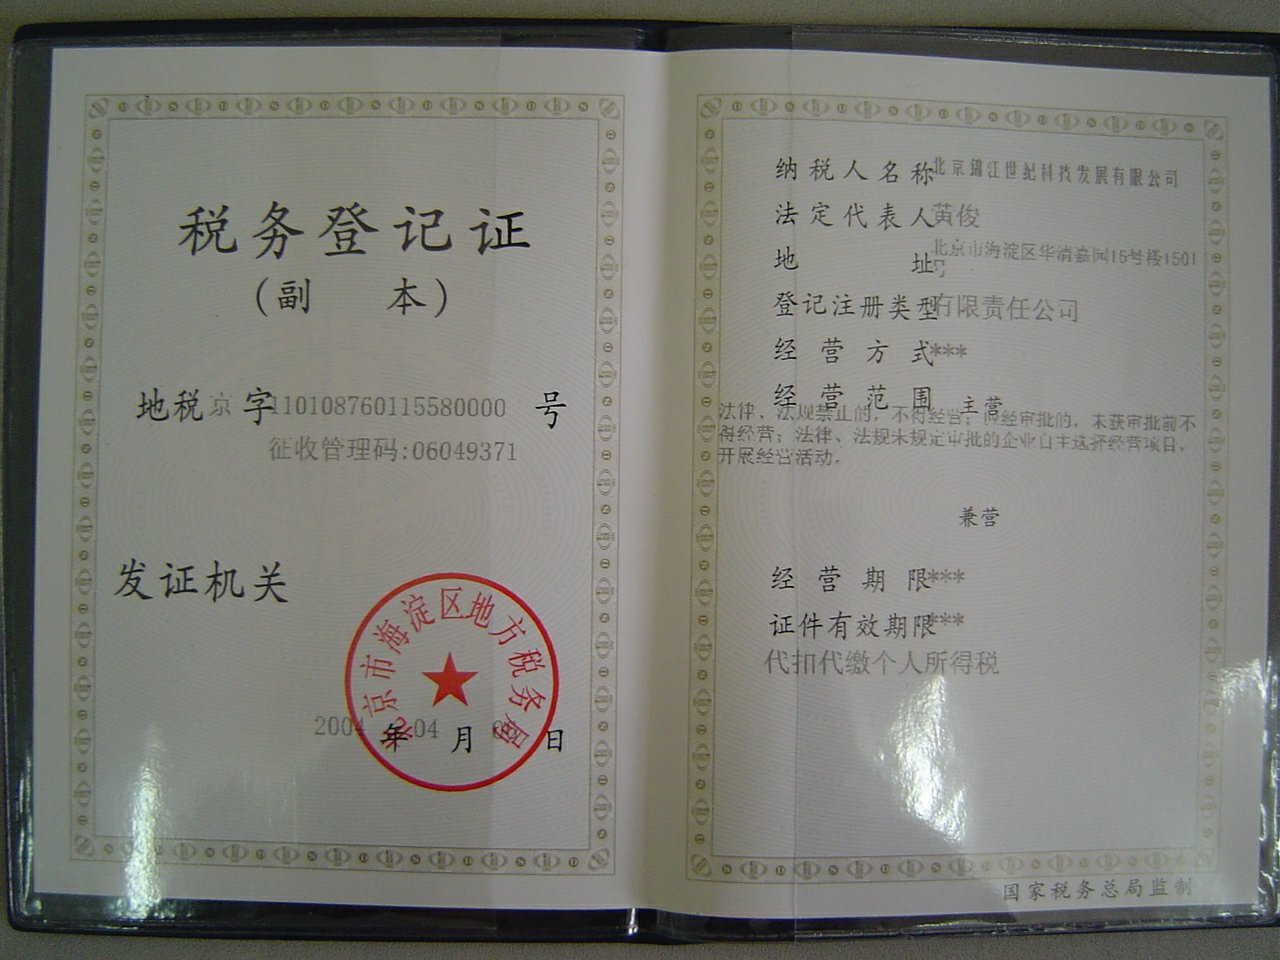 税务登记证
（副 本）
地税京字110108760115580000号
征收管理码:06049371
发证机关
北京市海淀区地方税务局
2004年04月 日
纳税人名称 北京锦江世纪科技发展有限公司
法定代表人 黄俊
地 址 北京市海淀区华清嘉园16号楼1501
号
登记注册类型 有限责任公司
经营方式 ***
经营范围 主营
法律、法规禁止的，不得经营；应经审批的，未获审批前不
得经营；法律、法规未规定审批的企业自主选择经营项目，
开展经营活动。
兼营
经营期限 ***
证件有效期限 ***
代扣代缴个人所得税
国家税务总局监制